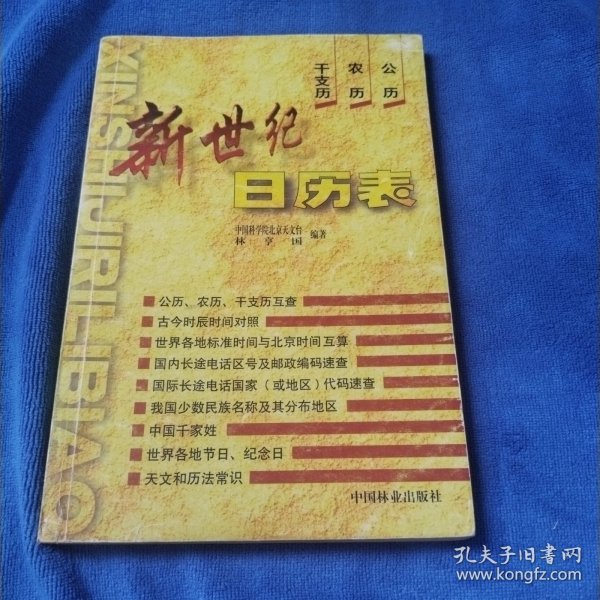 公历
农历
干支历
XINSHIJIRILIBIAO
新世纪
日历表
中国科学院北京天文台
林亨国 编著
公历、农历、干支历互查
古今时辰时间对照
世界各地标准时间与北京时间互算
国内长途电话区号及邮政编码速查
国际长途电话国家（或地区）代码速查
我国少数民族名称及其分布地区
中国千家姓
世界各地节日、纪念日
天文和历法常识
中国林业出版社
孔夫子旧书网
www.kongfz.com